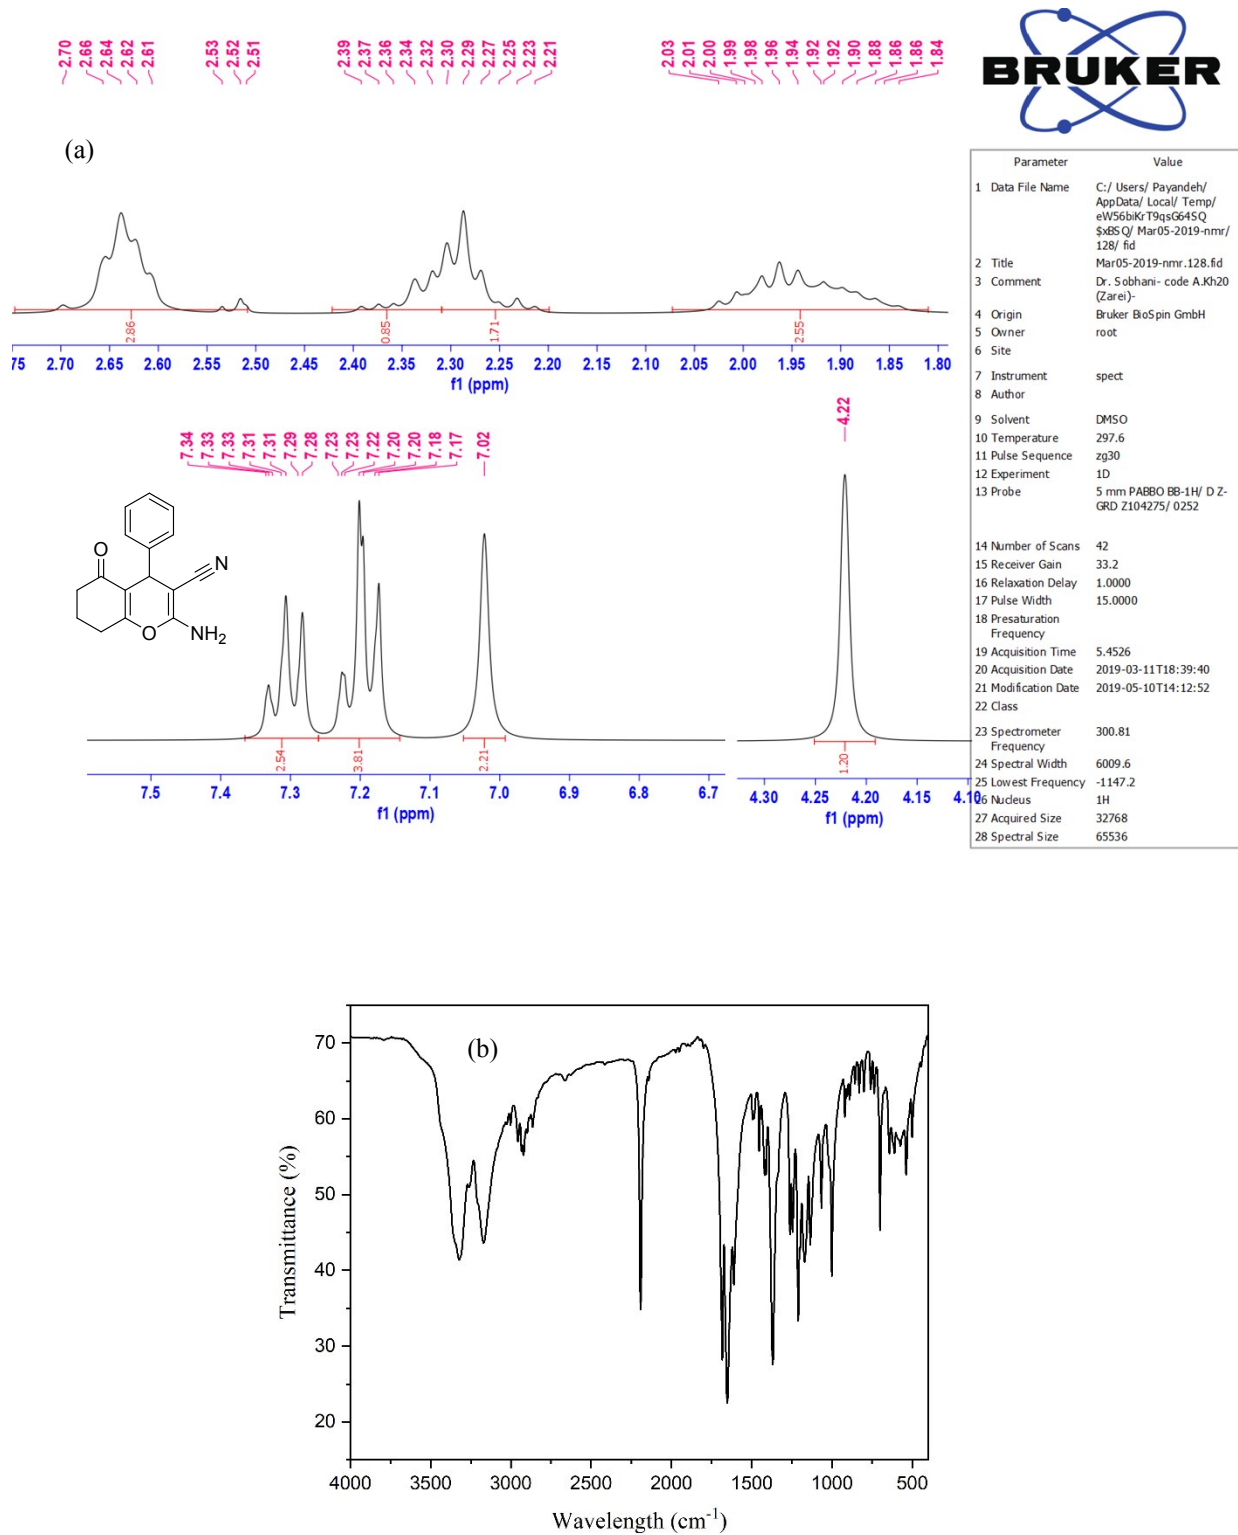 2.70 2.66 2.64 2.62 2.61 2.53 2.52 2.51 2.39 2.37 2.36 2.34 2.32 2.30 2.29 2.27 2.25 2.23 2.21 2.03 2.01 2.00 1.99 1.98 1.96 1.94 1.92 1.92 1.90 1.88 1.86 1.86 1.84
BRUKER
(a)
2.86 0.85 1.71 2.55
75 2.70 2.65 2.60 2.55 2.50 2.45 2.40 2.35 2.30 2.25 2.20 2.15 2.10 2.05 2.00 1.95 1.90 1.85 1.80
f1 (ppm)
7.34 7.33 7.33 7.31 7.31 7.29 7.28 7.23 7.23 7.22 7.20 7.20 7.18 7.17 7.02 4.22
O
N
O
NH2
2.54 3.81 2.21 1.20
7.5 7.4 7.3 7.2 7.1 7.0 6.9 6.8 6.7
f1 (ppm)
4.30 4.25 4.20 4.15 4.10
f1 (ppm)
Parameter Value
1 Data File Name C:/ Users/ Payandeh/
AppData/ Local/ Temp/
eW56biKrT9qsG64SQ
$xBSQ/ Mar05-2019-nmr/
128/ fid
2 Title Mar05-2019-nmr.128.fid
3 Comment Dr. Sobhani- code A.Kh20
(Zarei)-
4 Origin Bruker BioSpin GmbH
5 Owner root
6 Site
7 Instrument spect
8 Author
9 Solvent DMSO
10 Temperature 297.6
11 Pulse Sequence zg30
12 Experiment 1D
13 Probe 5 mm PABBO BB-1H/ D Z-
GRD Z104275/ 0252
14 Number of Scans 42
15 Receiver Gain 33.2
16 Relaxation Delay 1.0000
17 Pulse Width 15.0000
18 Presaturation
Frequency
19 Acquisition Time 5.4526
20 Acquisition Date 2019-03-11T18:39:40
21 Modification Date 2019-05-10T14:12:52
22 Class
23 Spectrometer 300.81
Frequency
24 Spectral Width 6009.6
25 Lowest Frequency -1147.2
26 Nucleus 1H
27 Acquired Size 32768
28 Spectral Size 65536
(b)
70
60
50
40
30
20
Transmittance (%)
4000 3500 3000 2500 2000 1500 1000 500
Wavelength (cm-1)